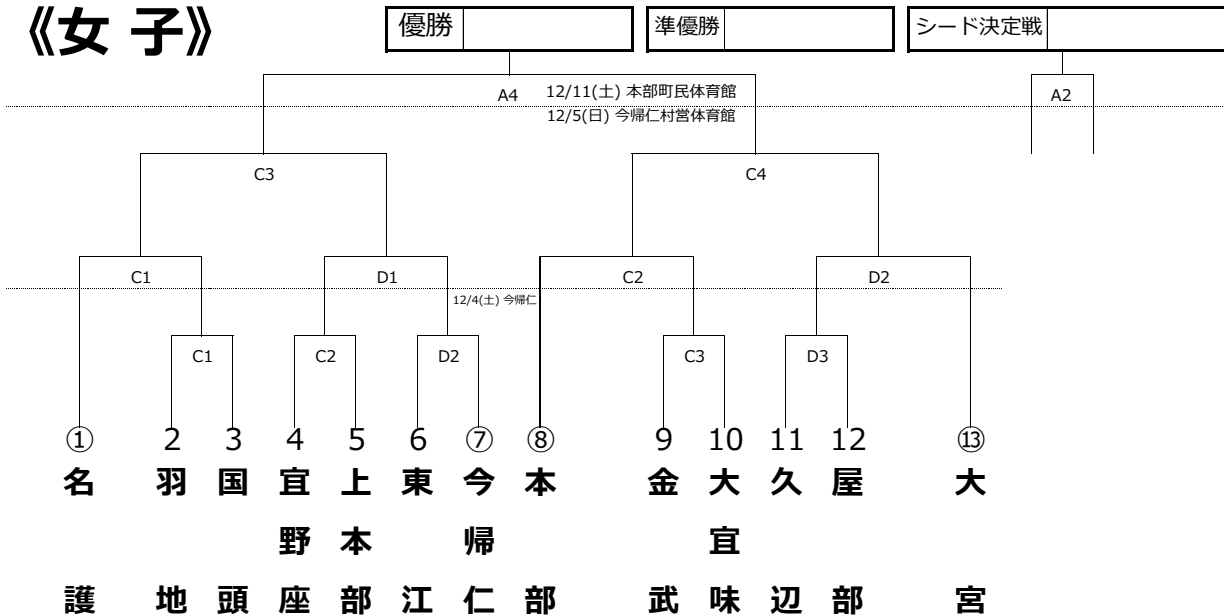 《女 子》
優勝
準優勝
シード決定戦
A4
12/11(土) 本部町民体育館
A2
12/5(日) 今帰仁村営体育館
C3
C4
C1
D1
C2
D2
12/4(土) 今帰仁
C1
C2
D2
C3
D3
① 2 3 4 5 6 ⑦ ⑧ 9 10 11 12 ⑬
名護
羽地
国頭
宜野座
上本部
東江
今帰仁
本部
金武
大宜味
久辺
屋部
大宮